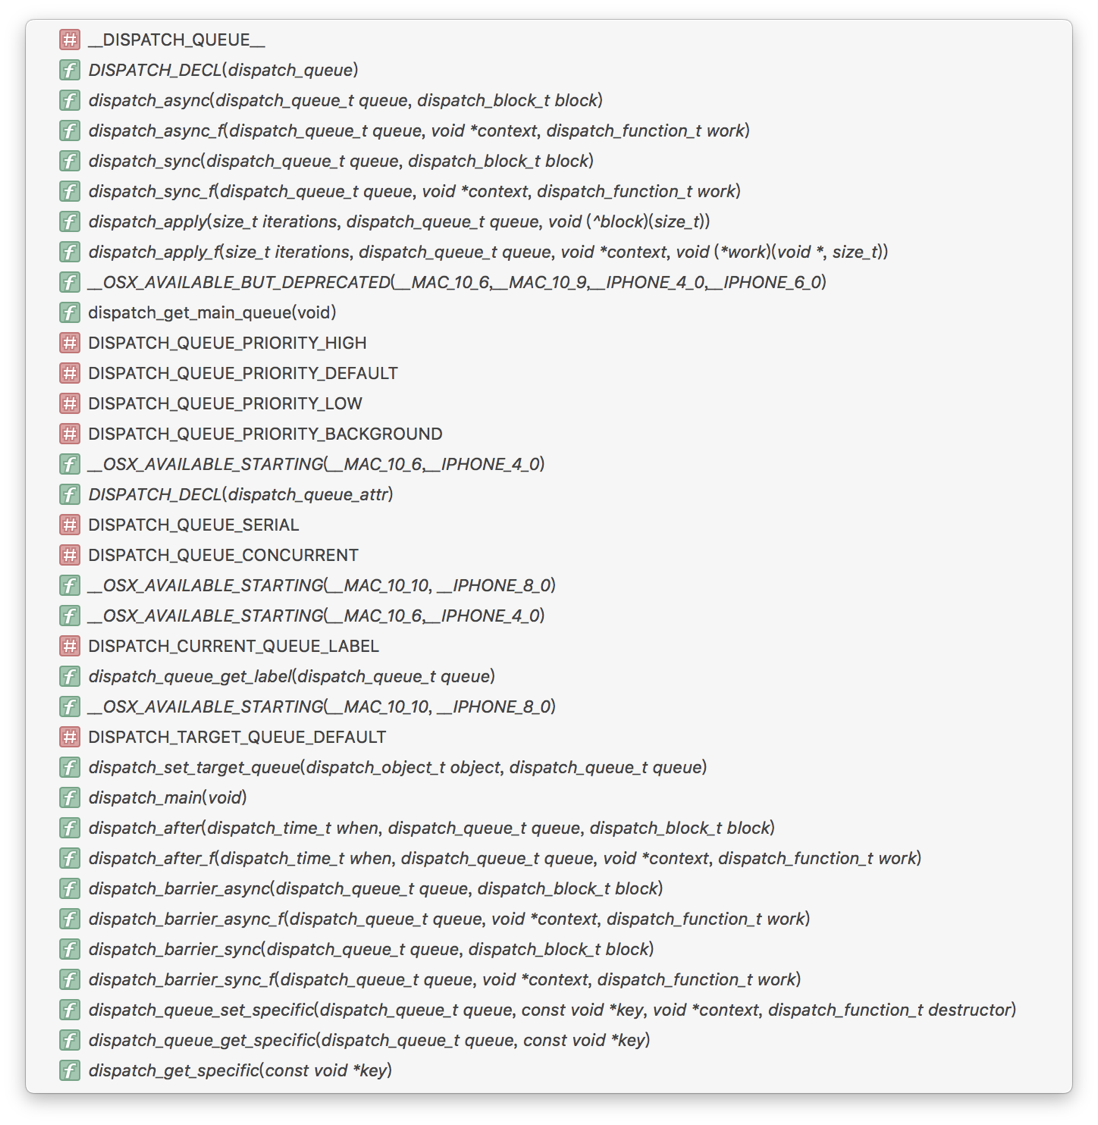 # __DISPATCH_QUEUE__
f DISPATCH_DECL(dispatch_queue)
f dispatch_async(dispatch_queue_t queue, dispatch_block_t block)
f dispatch_async_f(dispatch_queue_t queue, void *context, dispatch_function_t work)
f dispatch_sync(dispatch_queue_t queue, dispatch_block_t block)
f dispatch_sync_f(dispatch_queue_t queue, void *context, dispatch_function_t work)
f dispatch_apply(size_t iterations, dispatch_queue_t queue, void (^block)(size_t))
f dispatch_apply_f(size_t iterations, dispatch_queue_t queue, void *context, void (*work)(void *, size_t))
f __OSX_AVAILABLE_BUT_DEPRECATED(__MAC_10_6,__MAC_10_9,__IPHONE_4_0,__IPHONE_6_0)
f dispatch_get_main_queue(void)
# DISPATCH_QUEUE_PRIORITY_HIGH
# DISPATCH_QUEUE_PRIORITY_DEFAULT
# DISPATCH_QUEUE_PRIORITY_LOW
# DISPATCH_QUEUE_PRIORITY_BACKGROUND
f __OSX_AVAILABLE_STARTING(__MAC_10_6,__IPHONE_4_0)
f DISPATCH_DECL(dispatch_queue_attr)
# DISPATCH_QUEUE_SERIAL
# DISPATCH_QUEUE_CONCURRENT
f __OSX_AVAILABLE_STARTING(__MAC_10_10, __IPHONE_8_0)
f __OSX_AVAILABLE_STARTING(__MAC_10_6,__IPHONE_4_0)
# DISPATCH_CURRENT_QUEUE_LABEL
f dispatch_queue_get_label(dispatch_queue_t queue)
f __OSX_AVAILABLE_STARTING(__MAC_10_10, __IPHONE_8_0)
# DISPATCH_TARGET_QUEUE_DEFAULT
f dispatch_set_target_queue(dispatch_object_t object, dispatch_queue_t queue)
f dispatch_main(void)
f dispatch_after(dispatch_time_t when, dispatch_queue_t queue, dispatch_block_t block)
f dispatch_after_f(dispatch_time_t when, dispatch_queue_t queue, void *context, dispatch_function_t work)
f dispatch_barrier_async(dispatch_queue_t queue, dispatch_block_t block)
f dispatch_barrier_async_f(dispatch_queue_t queue, void *context, dispatch_function_t work)
f dispatch_barrier_sync(dispatch_queue_t queue, dispatch_block_t block)
f dispatch_barrier_sync_f(dispatch_queue_t queue, void *context, dispatch_function_t work)
f dispatch_queue_set_specific(dispatch_queue_t queue, const void *key, void *context, dispatch_function_t destructor)
f dispatch_queue_get_specific(dispatch_queue_t queue, const void *key)
f dispatch_get_specific(const void *key)